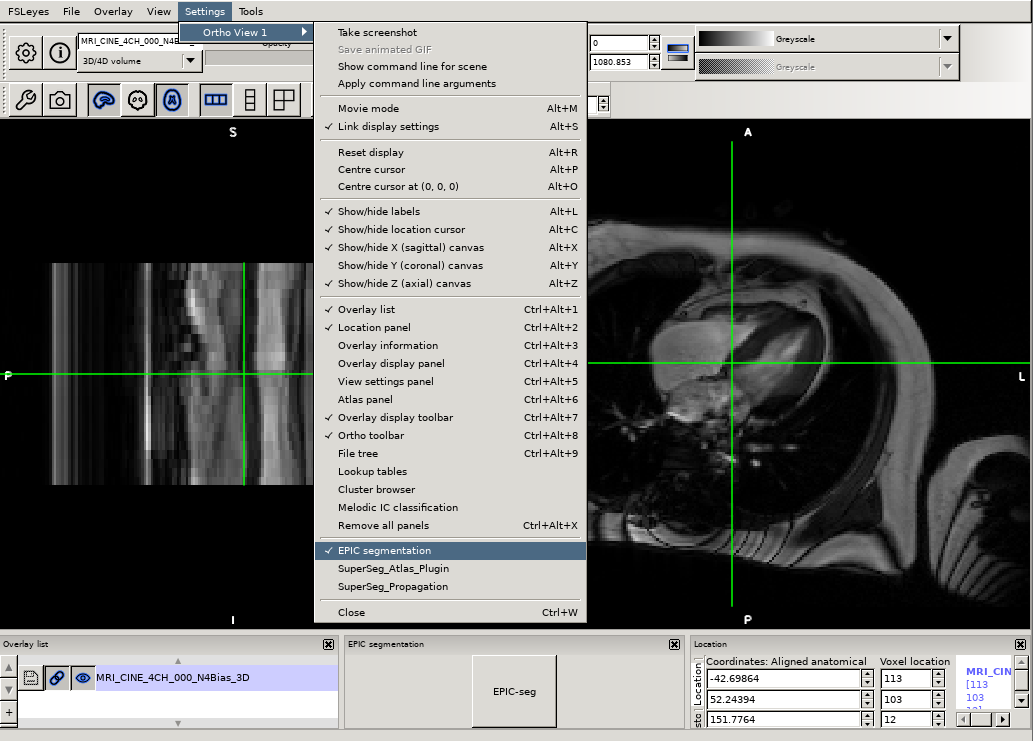 FSLeyes File Overlay View Settings Tools
Ortho View 1
MRI_CINE_4CH_000_N4B
Opacity
3D/4D volume
0
1080.853
Greyscale
Greyscale
Take screenshot
Save animated GIF
Show command line for scene
Apply command line arguments
Movie mode Alt+M
✓ Link display settings Alt+S
Reset display Alt+R
Centre cursor Alt+P
Centre cursor at (0, 0, 0) Alt+O
✓ Show/hide labels Alt+L
✓ Show/hide location cursor Alt+C
✓ Show/hide X (sagittal) canvas Alt+X
Show/hide Y (coronal) canvas Alt+Y
✓ Show/hide Z (axial) canvas Alt+Z
✓ Overlay list Ctrl+Alt+1
✓ Location panel Ctrl+Alt+2
Overlay information Ctrl+Alt+3
Overlay display panel Ctrl+Alt+4
View settings panel Ctrl+Alt+5
Atlas panel Ctrl+Alt+6
✓ Overlay display toolbar Ctrl+Alt+7
✓ Ortho toolbar Ctrl+Alt+8
File tree Ctrl+Alt+9
Lookup tables
Cluster browser
Melodic IC classification
Remove all panels Ctrl+Alt+X
✓ EPIC segmentation
SuperSeg_Atlas_Plugin
SuperSeg_Propagation
Close Ctrl+W
S
P
I
A
L
P
Overlay list
MRI_CINE_4CH_000_N4Bias_3D
EPIC segmentation
EPIC-seg
Location
Location
Coordinates: Aligned anatomical Voxel location
-42.69864 113
52.24394 103
151.7764 12
MRI_CIN
[113
103